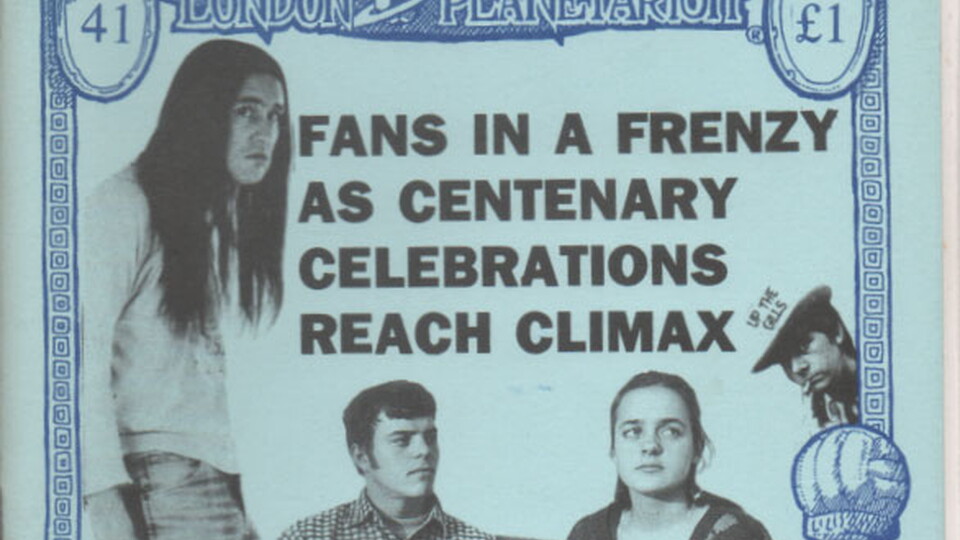 41
LONDON PLANETARIUM
®
£1
FANS IN A FRENZY
AS CENTENARY
CELEBRATIONS
REACH CLIMAX
UP THE
GILLS